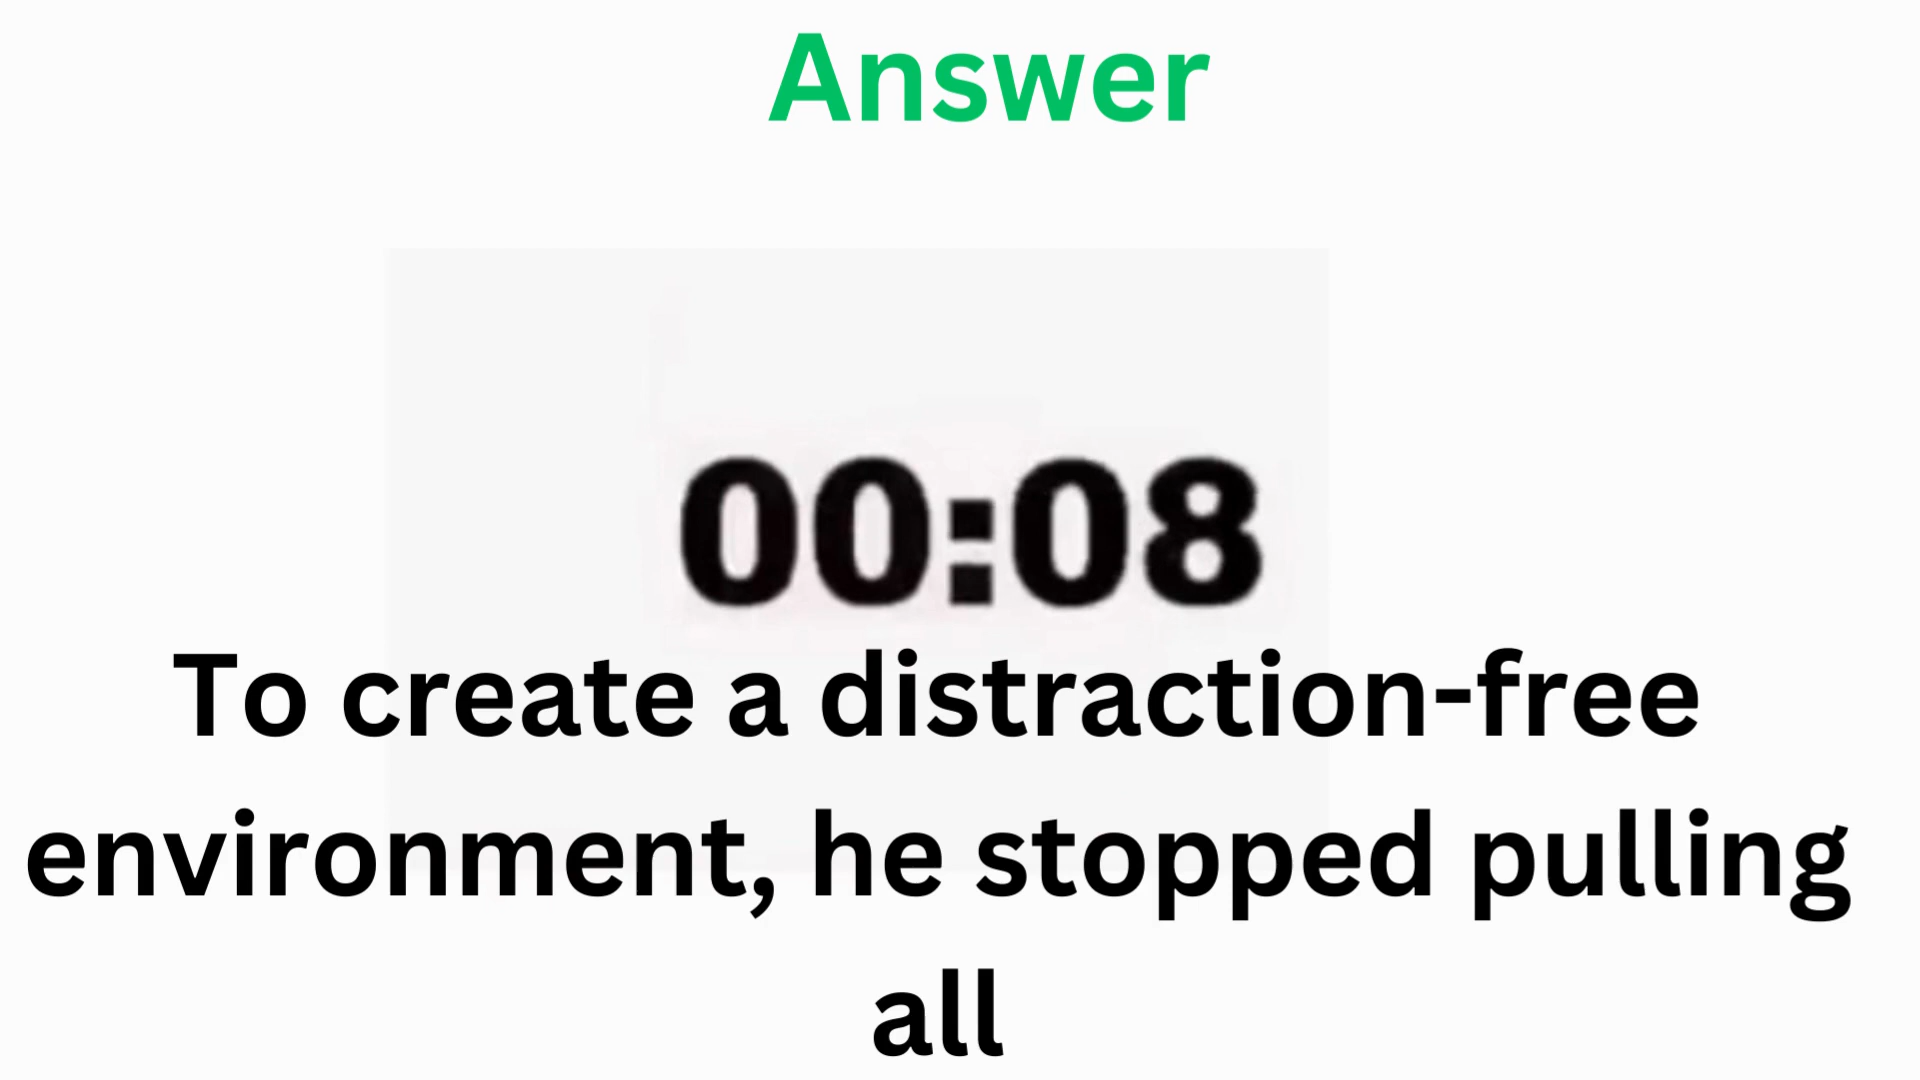 Answer
00:08
To create a distraction-free
environment, he stopped pulling
all